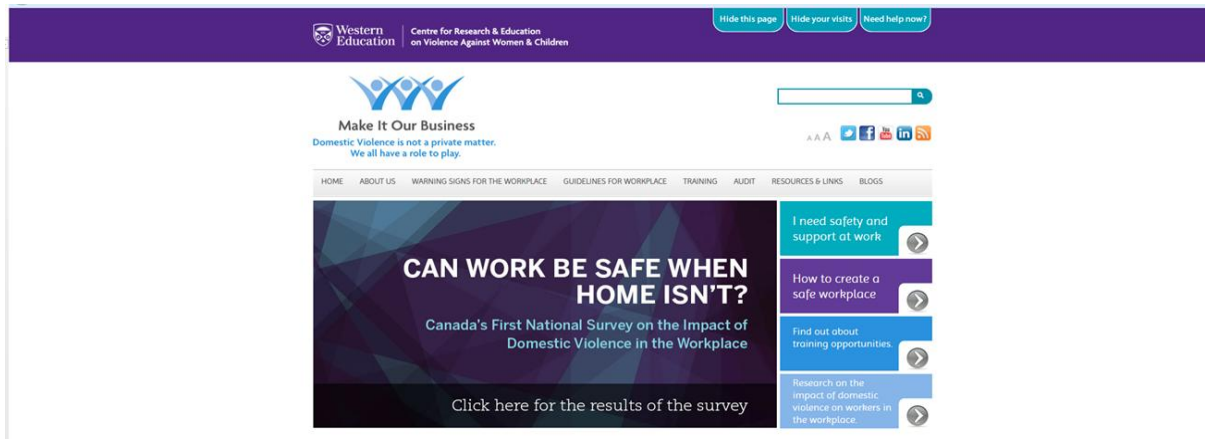 Hide this page
Hide your visits
Need help now?
Western
Education
Centre for Research & Education
on Violence Against Women & Children
Make It Our Business
Domestic Violence is not a private matter.
We all have a role to play.
A A A
You
Tube
in
HOME ABOUT US WARNING SIGNS FOR THE WORKPLACE GUIDELINES FOR WORKPLACE TRAINING AUDIT RESOURCES & LINKS BLOGS
CAN WORK BE SAFE WHEN
HOME ISN'T?
Canada's First National Survey on the Impact of
Domestic Violence in the Workplace
Click here for the results of the survey
I need safety and
support at work
How to create a
safe workplace
Find out about
training opportunities.
Research on the
impact of domestic
violence on workers in
the workplace.